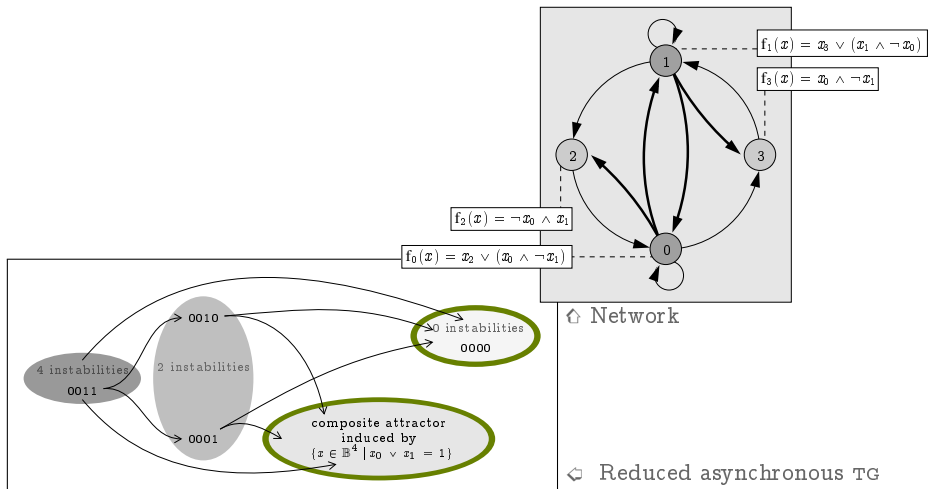 f₁(x) = x₃ ∨ (x₁ ∧ ¬x₀)
f₃(x) = x₀ ∧ ¬x₁
1
2
3
f₂(x) = ¬x₀ ∧ x₁
f₀(x) = x₂ ∨ (x₀ ∧ ¬x₁)
0
⇧ Network
0010
0 instabilities
0000
4 instabilities
0011
2 instabilities
0001
composite attractor
induced by
{x ∈ 𝔹⁴ | x₀ ∨ x₁ = 1}
⇦ Reduced asynchronous TG